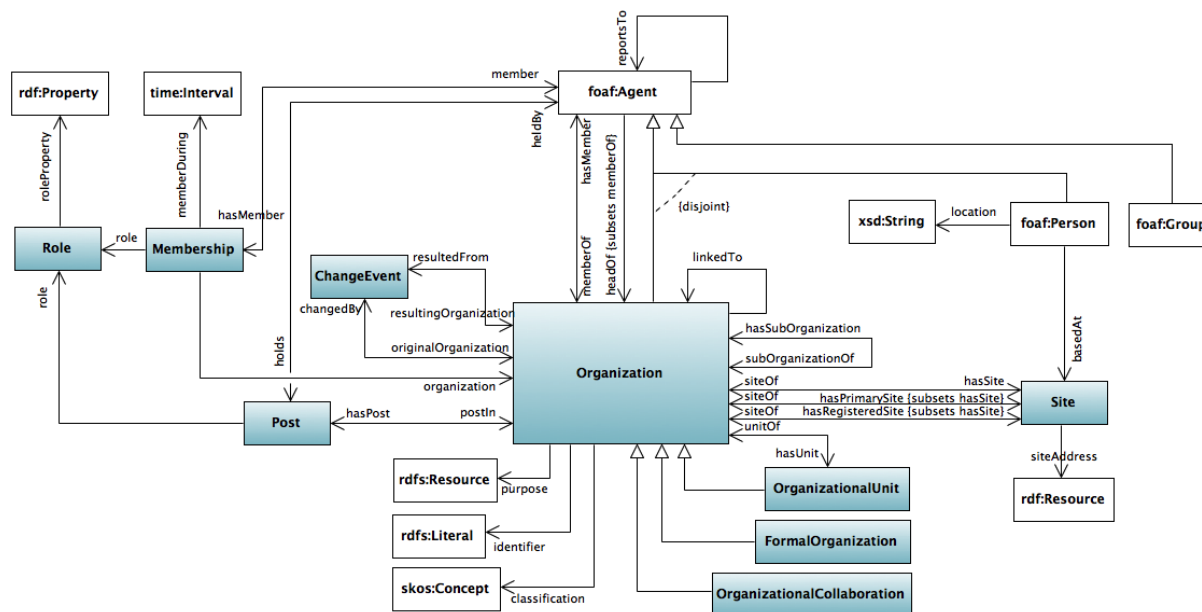 reportsTo
member
rdf:Property
time:Interval
foaf:Agent
heldBy
hasMember
headOf {subsets memberOf}
memberOf
roleProperty
memberDuring
{disjoint}
hasMember
xsd:String
location
foaf:Person
foaf:Group
Role
role
Membership
resultedFrom
linkedTo
ChangeEvent
changedBy
role
resultingOrganization
hasSubOrganization
basedAt
originalOrganization
subOrganizationOf
holds
Organization
organization
siteOf
hasSite
siteOf
hasPrimarySite {subsets hasSite}
Site
siteOf
hasRegisteredSite {subsets hasSite}
Post
hasPost
postIn
unitOf
hasUnit
siteAddress
rdfs:Resource
purpose
OrganizationalUnit
rdf:Resource
rdfs:Literal
identifier
FormalOrganization
skos:Concept
classification
OrganizationalCollaboration